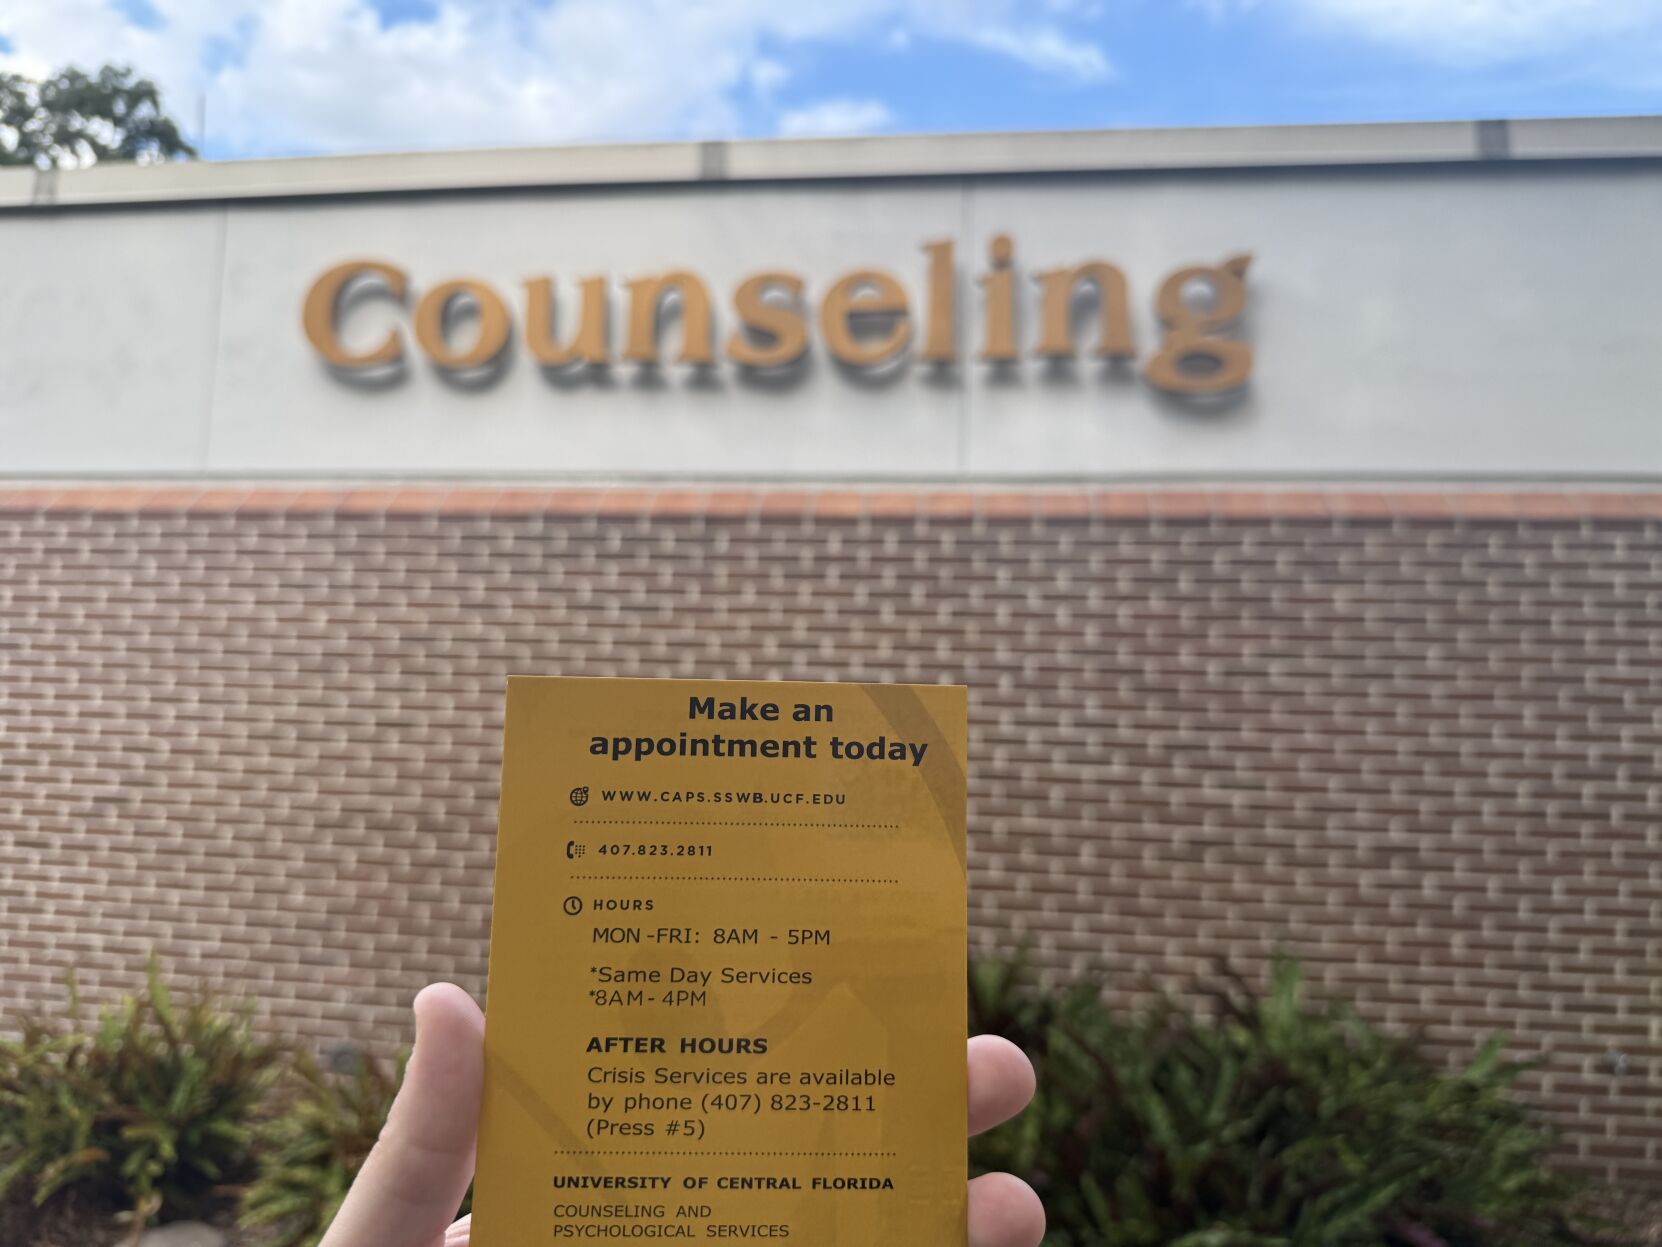 Counseling
Make an
appointment today
WWW.CAPS.SSWB.UCF.EDU
407.823.2811
HOURS
MON -FRI: 8AM - 5PM
*Same Day Services
*8AM- 4PM
AFTER HOURS
Crisis Services are available
by phone (407) 823-2811
(Press #5)
UNIVERSITY OF CENTRAL FLORIDA
COUNSELING AND
PSYCHOLOGICAL SERVICES